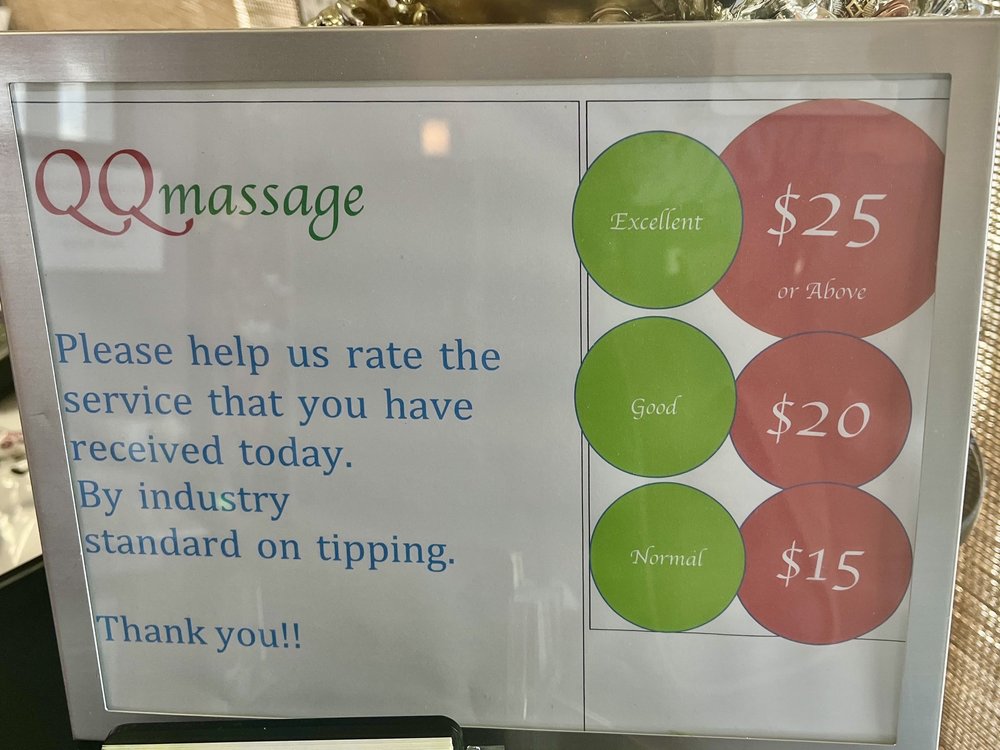 QQmassage
Please help us rate the
service that you have
received today.
By industry
standard on tipping.
Thank you!!
Excellent
$25
or Above
Good
$20
Normal
$15